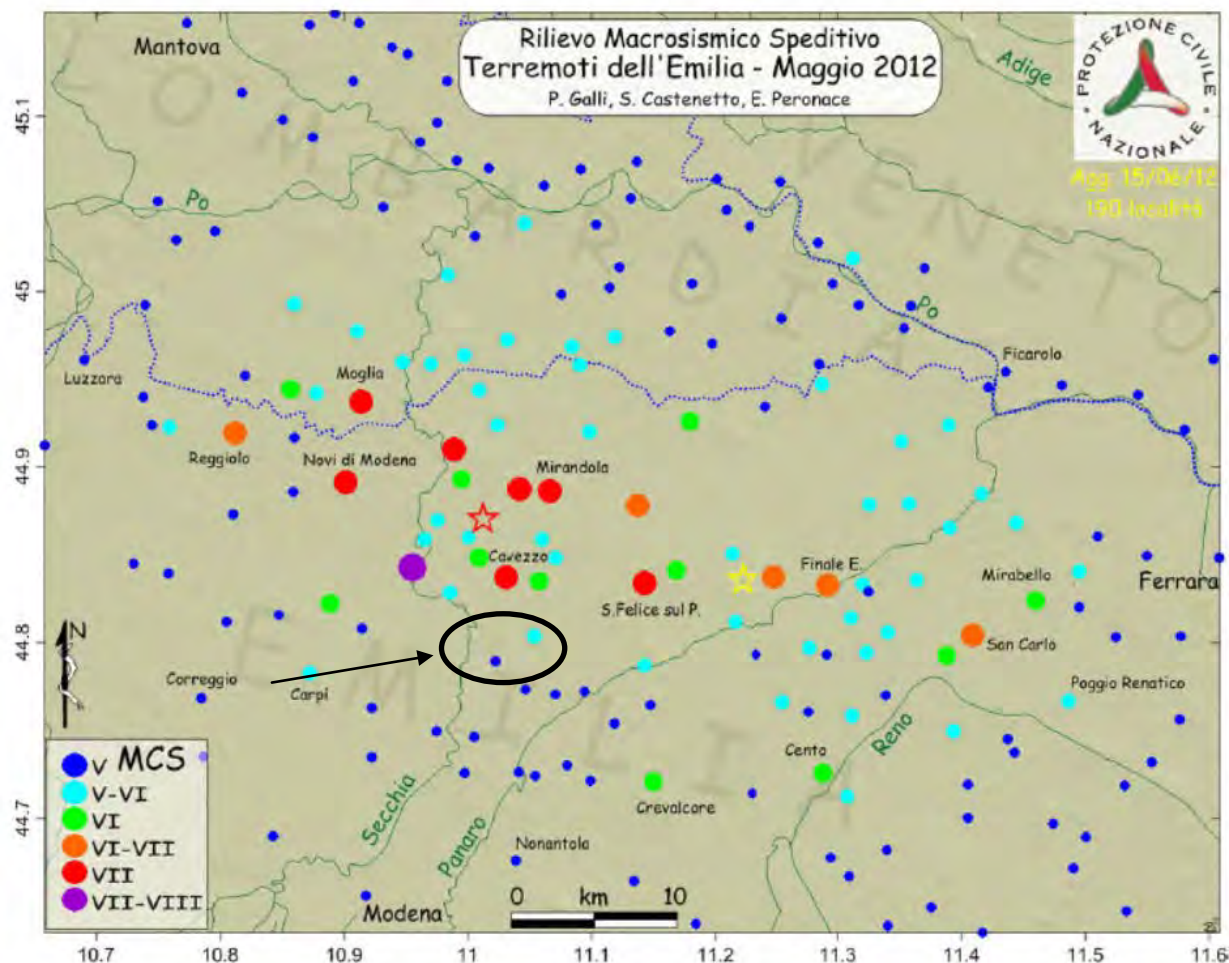 Rilievo Macrosismico Speditivo
Terremoti dell'Emilia - Maggio 2012
P. Galli, S. Castenetto, E. Peronace
PROTEZIONE CIVILE
NAZIONALE
Agg. 15/06/12
190 località
Mantova
Adige
LOMBARDIA
VENETO
Po
Po
Ficarolo
Luzzara
Moglia
Reggiolo
Novi di Modena
Mirandola
Cavezzo
Finale E.
Mirabello
Ferrara
S.Felice sul P.
San Carlo
EMILIA
N
Correggio
Carpi
Poggio Renatico
Cento
Reno
Crevalcore
Secchia
Panaro
Nonantola
Modena
MCS
V
V-VI
VI
VI-VII
VII
VII-VIII
0 km 10
45.1
45
44.9
44.8
44.7
10.7 10.8 10.9 11 11.1 11.2 11.3 11.4 11.5 11.6